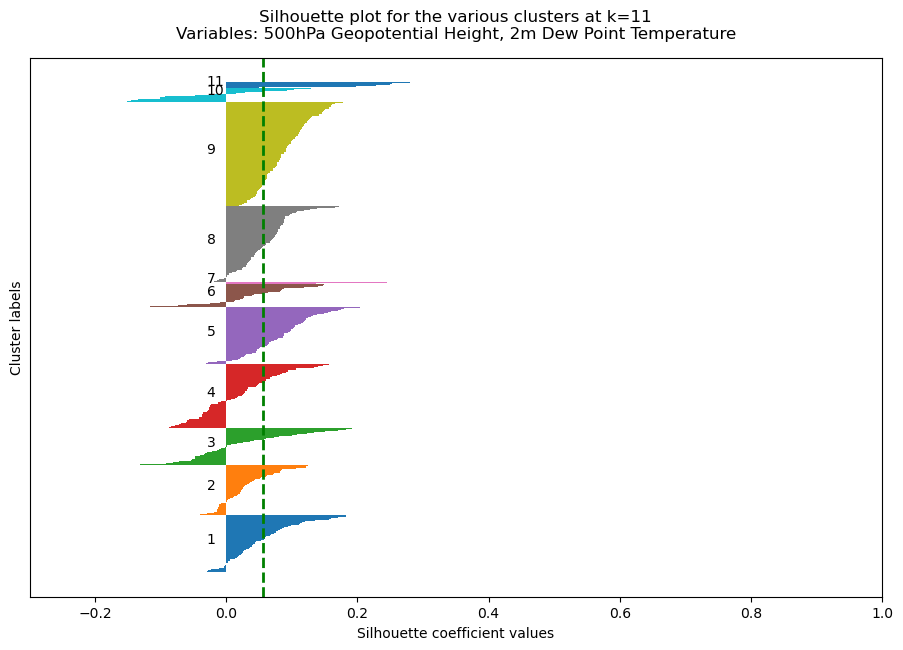 Silhouette plot for the various clusters at k=11
Variables: 500hPa Geopotential Height, 2m Dew Point Temperature
Cluster labels
11
10
9
8
7
6
5
4
3
2
1
−0.2 0.0 0.2 0.4 0.6 0.8 1.0
Silhouette coefficient values